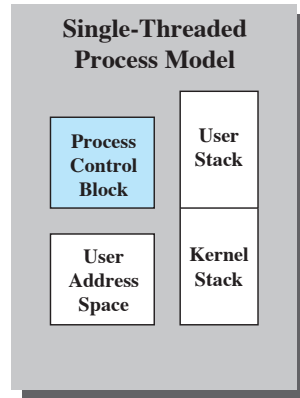 Single-Threaded
Process Model
Process
Control
Block
User
Stack
User
Address
Space
Kernel
Stack